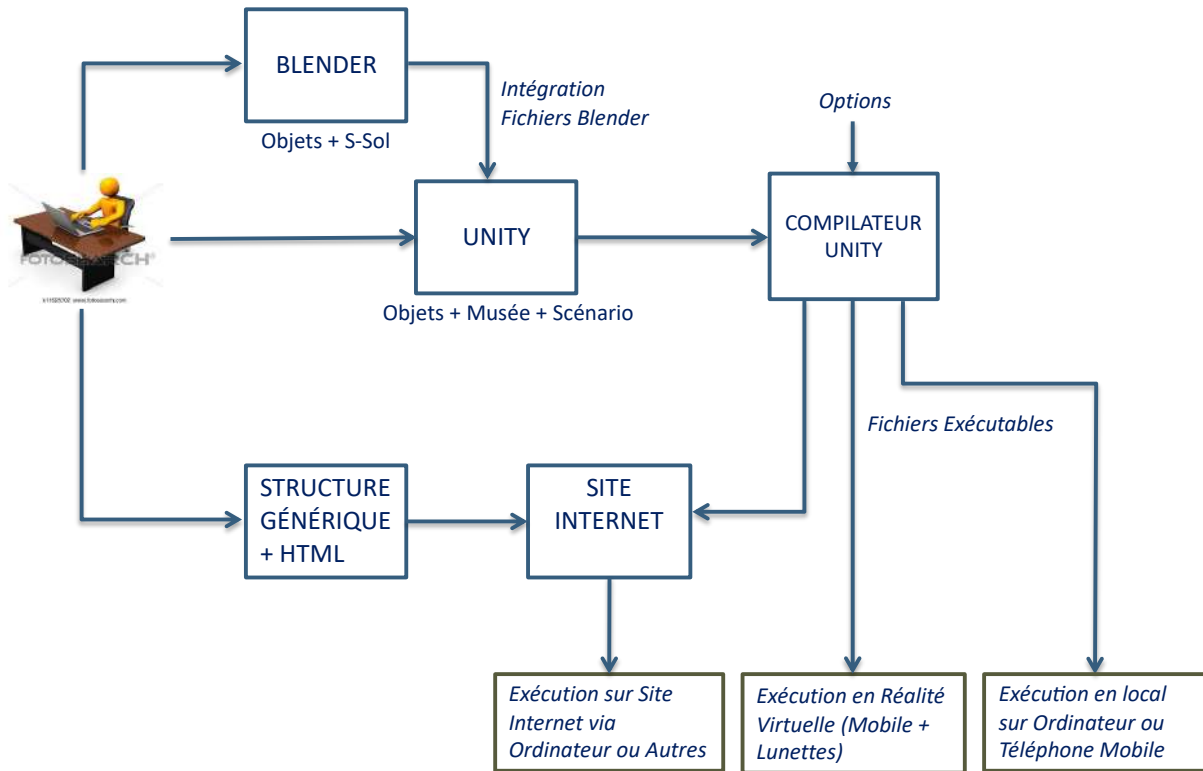 BLENDER
Intégration
Fichiers Blender
Options
Objets + S-Sol
UNITY
COMPILATEUR
UNITY
FOTOSEARCH®
Objets + Musée + Scénario
Fichiers Exécutables
STRUCTURE
GÉNÉRIQUE
+ HTML
SITE
INTERNET
Exécution sur Site
Internet via
Ordinateur ou Autres
Exécution en Réalité
Virtuelle (Mobile +
Lunettes)
Exécution en local
sur Ordinateur ou
Téléphone Mobile